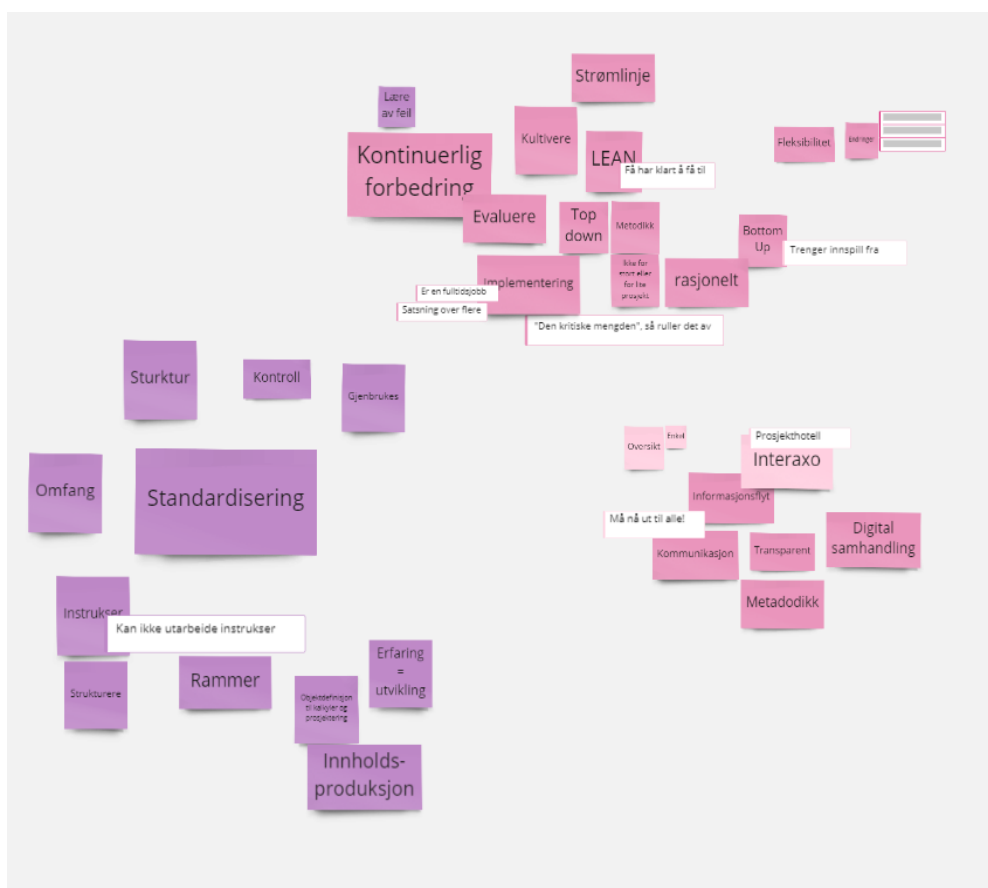 Strømlinje
Lære
av feil
Kultivere
Kontinuerlig
forbedring
LEAN
Få har klart å få til
Fleksibilitet
Endringer
Evaluere
Top
down
Metodikk
Bottom
Up
Trenger innspill fra
Ikke for
stort eller
for lite
prosjekt
rasjonelt
Implementering
Er en fulltidsjobb
Satsning over flere
"Den kritiske mengden", så ruller det av
Sturktur
Kontroll
Gjenbrukes
Omfang
Standardisering
Instrukser
Kan ikke utarbeide instrukser
Strukturere
Rammer
Objektdefinisjon
til kalkyler og
prosjektering
Erfaring
=
utvikling
Innholds-
produksjon
Oversikt
Enkel
Prosjekthotell
Interaxo
Informasjonsflyt
Må nå ut til alle!
Kommunikasjon
Transparent
Digital
samhandling
Metadodikk